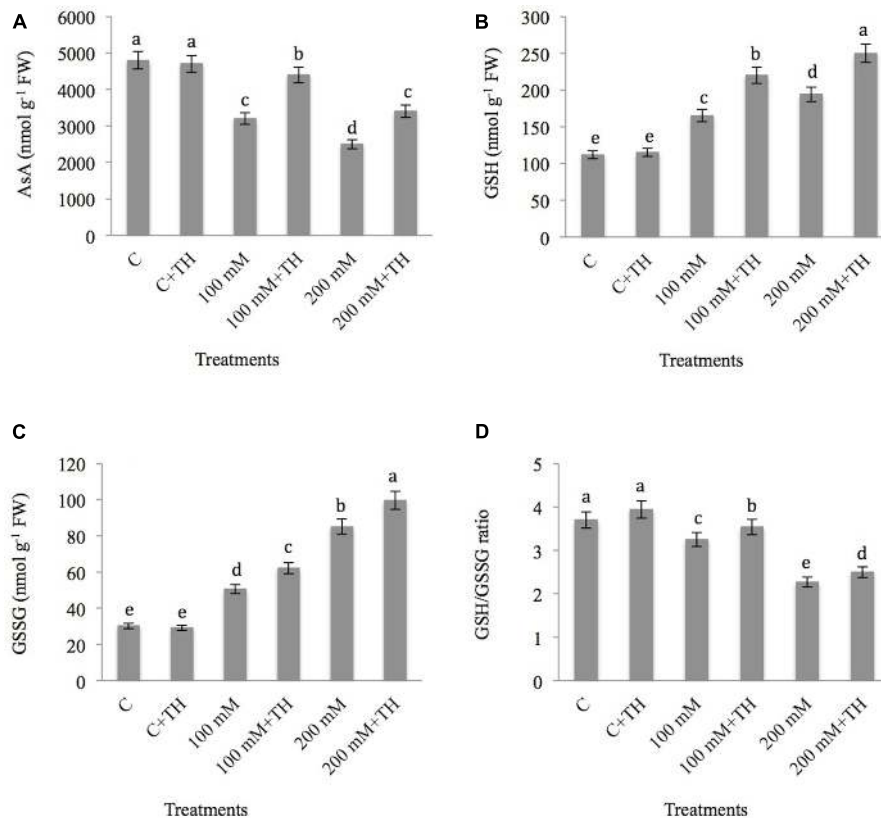 A
AsA (nmol g⁻¹ FW)
6000
5000
4000
3000
2000
1000
0
a
a
c
b
d
c
C
C+TH
100 mM
100 mM+TH
200 mM
200 mM+TH
Treatments
B
GSH (nmol g⁻¹ FW)
300
250
200
150
100
50
0
e
e
c
b
d
a
C
C+TH
100 mM
100 mM+TH
200 mM
200 mM+TH
Treatments
C
GSSG (nmol g⁻¹ FW)
120
100
80
60
40
20
0
e
e
d
c
b
a
C
C+TH
100 mM
100 mM+TH
200 mM
200 mM+TH
Treatments
D
GSH/GSSG ratio
5
4
3
2
1
0
a
a
c
b
e
d
C
C+TH
100 mM
100 mM+TH
200 mM
200 mM+TH
Treatments